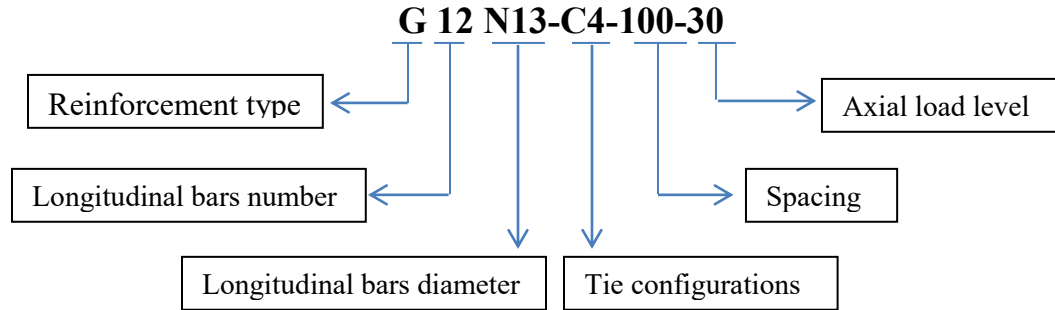 G 12 N13-C4-100-30
Reinforcement type
Axial load level
Longitudinal bars number
Spacing
Longitudinal bars diameter
Tie configurations